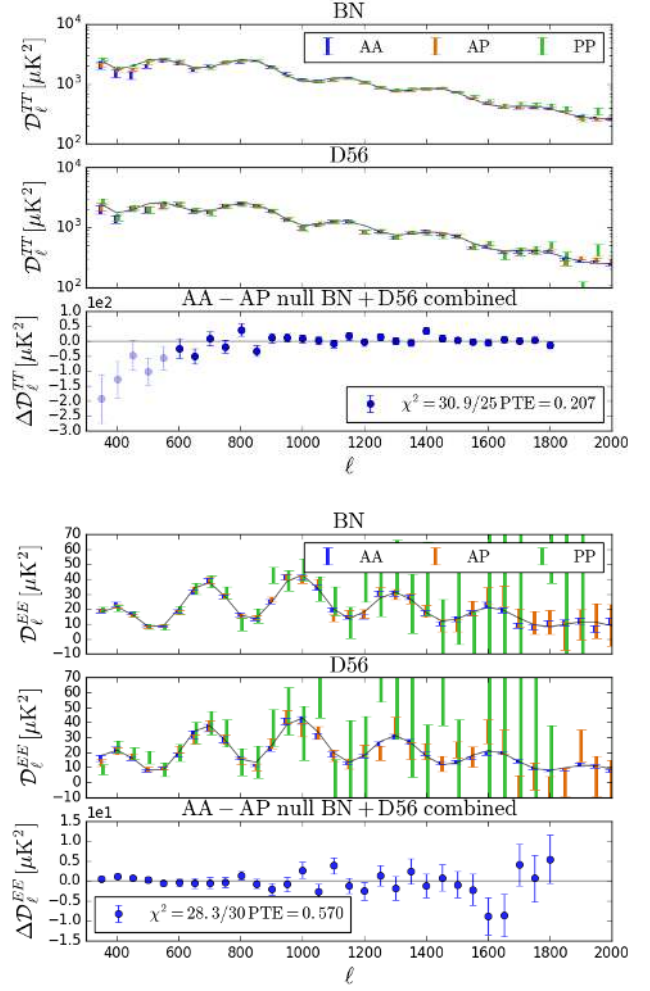 BN
10^4
10^3
10^2
𝒟_ℓ^{TT} [μK^2]
AA AP PP
D56
10^4
10^3
10^2
𝒟_ℓ^{TT} [μK^2]
AA − AP null BN + D56 combined
1e2
1.0
0.5
0.0
−0.5
−1.0
−1.5
−2.0
−2.5
−3.0
Δ𝒟_ℓ^{TT} [μK^2]
χ^2 = 30.9/25 PTE = 0.207
400 600 800 1000 1200 1400 1600 1800 2000
ℓ
BN
70
60
50
40
30
20
10
0
−10
𝒟_ℓ^{EE} [μK^2]
AA AP PP
D56
70
60
50
40
30
20
10
0
−10
𝒟_ℓ^{EE} [μK^2]
AA − AP null BN + D56 combined
1e1
1.5
1.0
0.5
0.0
−0.5
−1.0
−1.5
Δ𝒟_ℓ^{EE} [μK^2]
χ^2 = 28.3/30 PTE = 0.570
400 600 800 1000 1200 1400 1600 1800 2000
ℓ